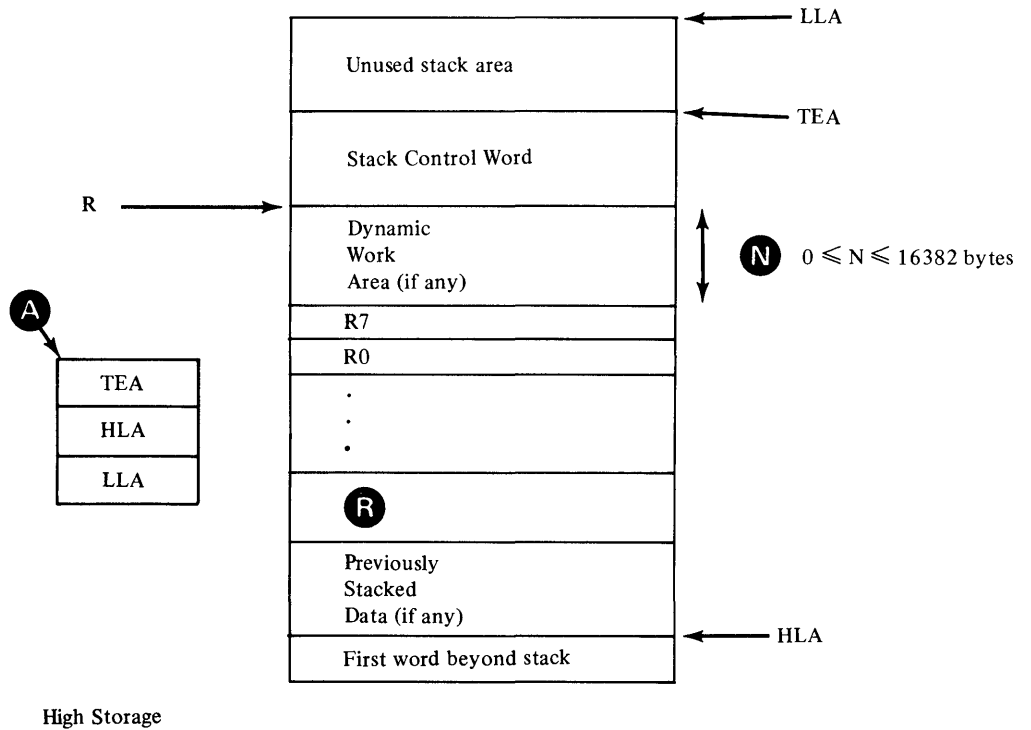 LLA
Unused stack area
TEA
Stack Control Word
R
Dynamic
Work
Area (if any)
N 0 ⩽ N ⩽ 16382 bytes
R7
R0
A
TEA
HLA
LLA
.
.
.
R
Previously
Stacked
Data (if any)
HLA
First word beyond stack
High Storage